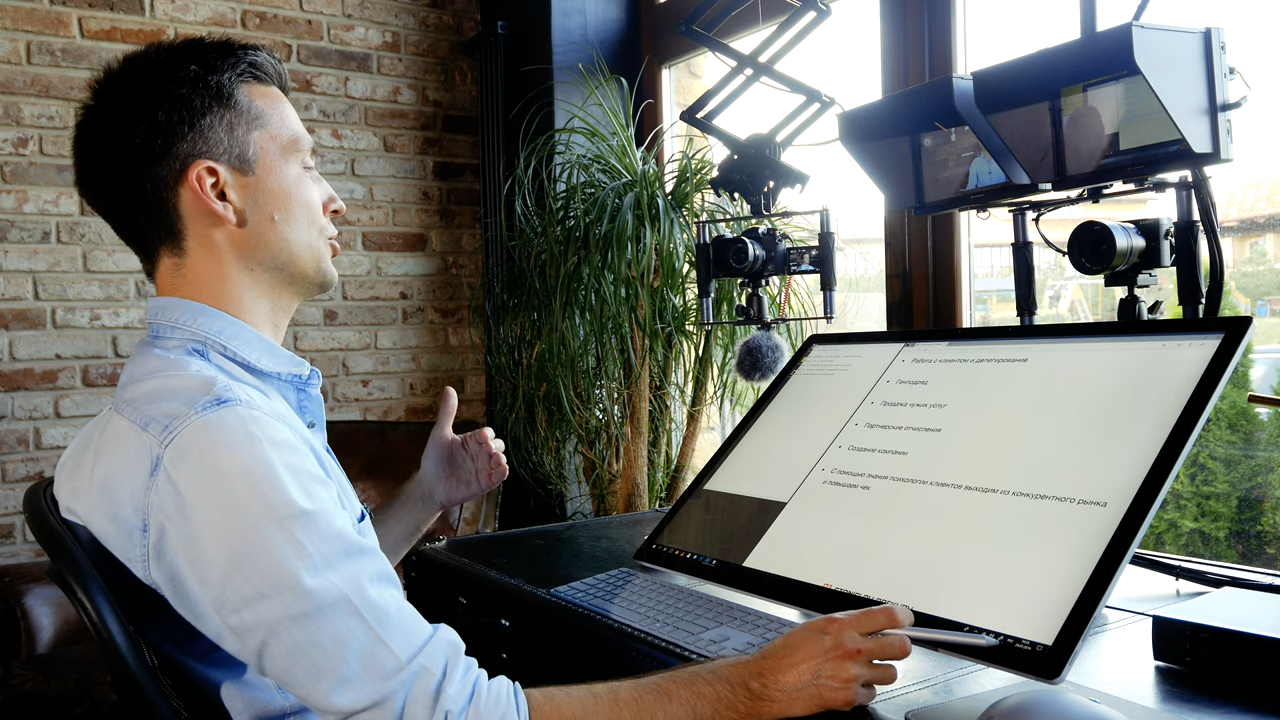 Работа с клиентом и делегирование
Генподряд
Продажа чужих услуг
Партнерские отчисления
Создание компании
С помощью знания психологии клиентов выходим из конкурентного рынка
и повышаем чек